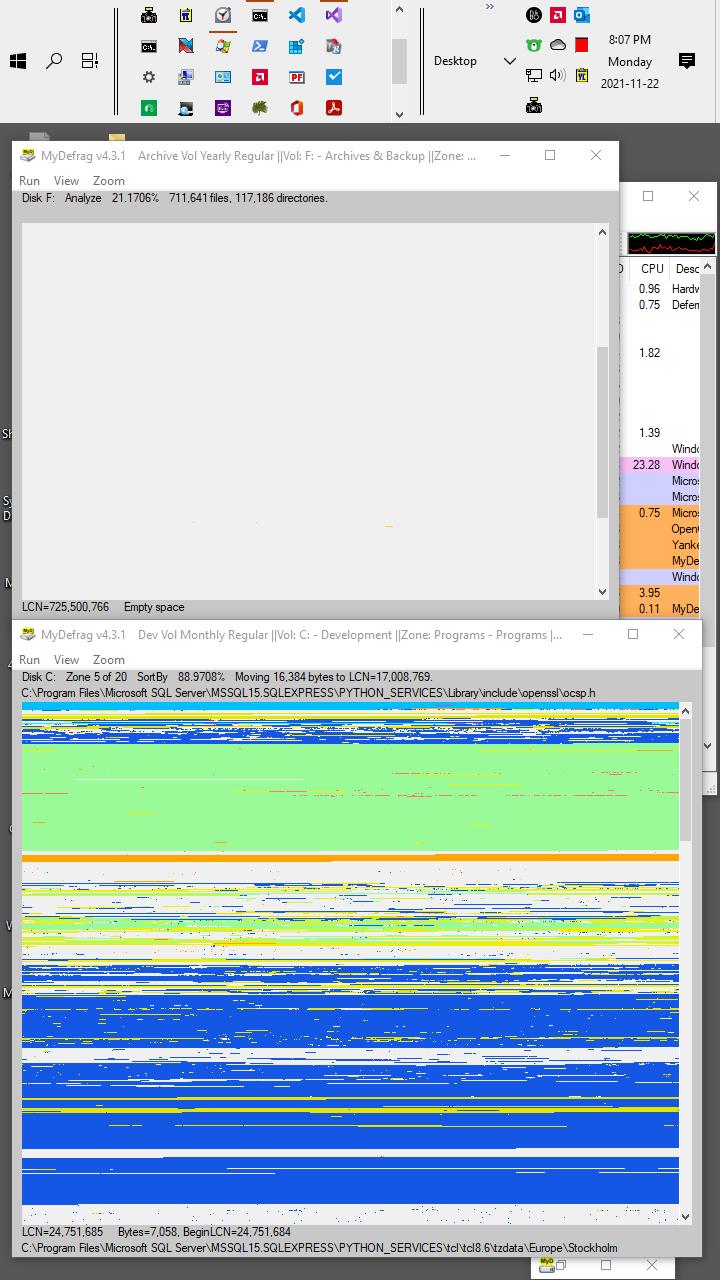 8:07 PM
Desktop
Monday
2021-11-22
MyDefrag v4.3.1 Archive Vol Yearly Regular ||Vol: F: - Archives & Backup ||Zone: ...
Run View Zoom
Disk F: Analyze 21.1706% 711,641 files, 117,186 directories.
CPU Desc
0.96 Hardw
0.75 Defern
1.82
1.39
Windo
23.28 Windo
Micros
Micros
0.75 Micros
Open
Yanke
MyDe
Windo
3.95
0.11 MyDe
LCN=725,500,766 Empty space
MyDefrag v4.3.1 Dev Vol Monthly Regular ||Vol: C: - Development ||Zone: Programs - Programs |...
Run View Zoom
Disk C: Zone 5 of 20 SortBy 88.9708% Moving 16,384 bytes to LCN=17,008,769.
C:\Program Files\Microsoft SQL Server\MSSQL15.SQLEXPRESS\PYTHON_SERVICES\Library\include\openssl\ocsp.h
LCN=24,751,685 Bytes=7,058, BeginLCN=24,751,684
C:\Program Files\Microsoft SQL Server\MSSQL15.SQLEXPRESS\PYTHON_SERVICES\tcl\tcl8.6\tzdata\Europe\Stockholm